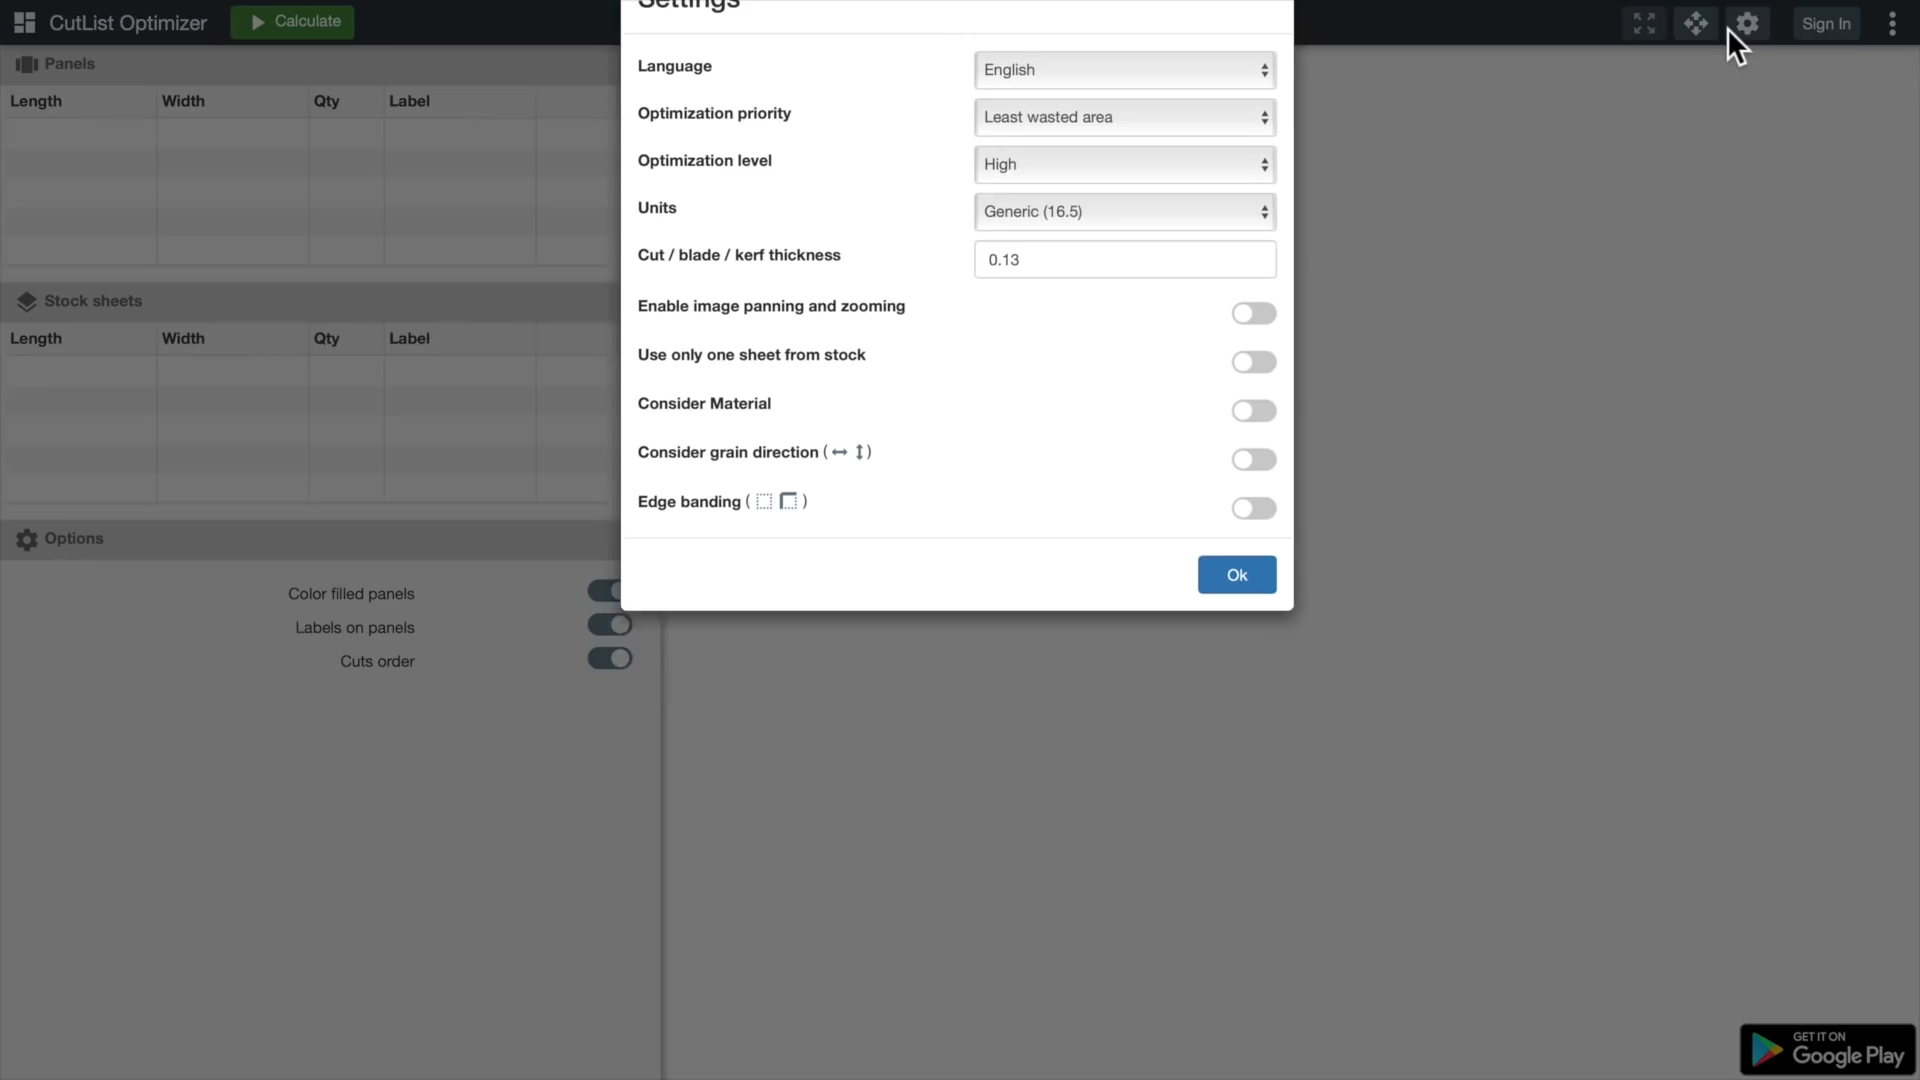 CutList Optimizer
Calculate
Sign In
Panels
Length Width Qty Label
Stock sheets
Length Width Qty Label
Options
Color filled panels
Labels on panels
Cuts order
Settings
Language English
Optimization priority Least wasted area
Optimization level High
Units Generic (16.5)
Cut / blade / kerf thickness 0.13
Enable image panning and zooming
Use only one sheet from stock
Consider Material
Consider grain direction ( ↔ ↕ )
Edge banding ( )
Ok
GET IT ON
Google Play